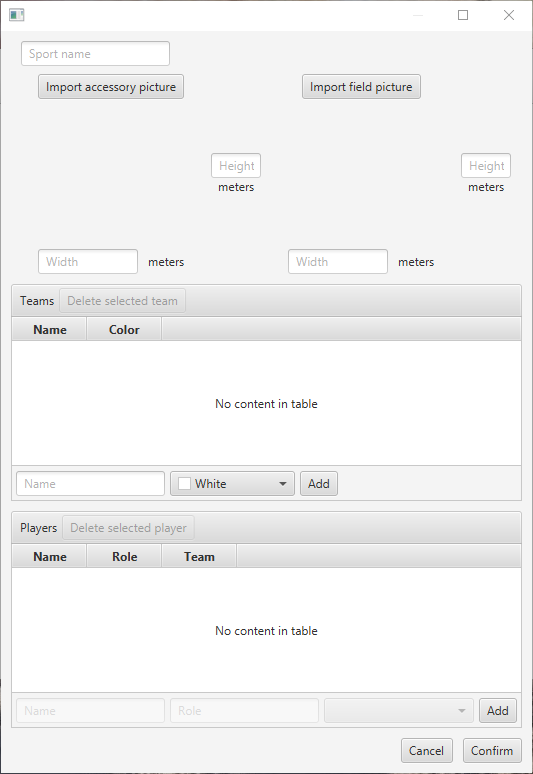 Sport name
Import accessory picture
Import field picture
Height
Height
meters
meters
Width
meters
Width
meters
Teams
Delete selected team
Name
Color
No content in table
Name
White
Add
Players
Delete selected player
Name
Role
Team
No content in table
Name
Role
Add
Cancel
Confirm